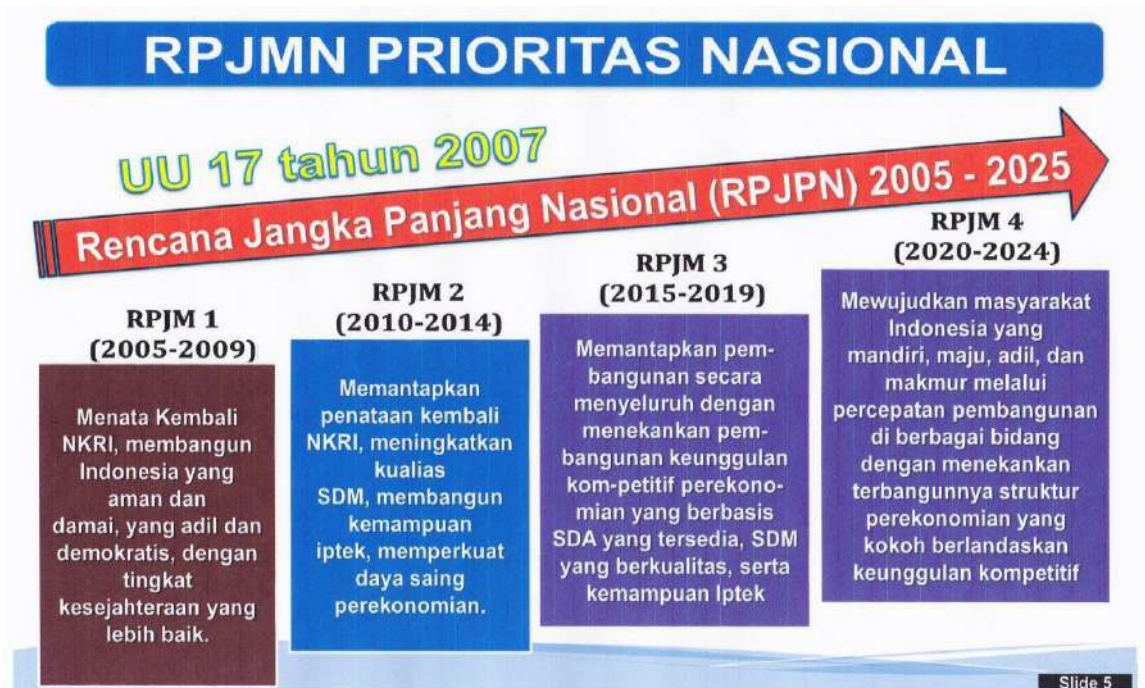 RPJMN PRIORITAS NASIONAL
UU 17 tahun 2007
Rencana Jangka Panjang Nasional (RPJPN) 2005 - 2025
RPJM 1
(2005-2009)
Menata Kembali
NKRI, membangun
Indonesia yang
aman dan
damai, yang adil dan
demokratis, dengan
tingkat
kesejahteraan yang
lebih baik.
RPJM 2
(2010-2014)
Memantapkan
penataan kembali
NKRI, meningkatkan
kualias
SDM, membangun
kemampuan
iptek, memperkuat
daya saing
perekonomian.
RPJM 3
(2015-2019)
Memantapkan pem-
bangunan secara
menyeluruh dengan
menekankan pem-
bangunan keunggulan
kom-petitif perekono-
mian yang berbasis
SDA yang tersedia, SDM
yang berkualitas, serta
kemampuan Iptek
RPJM 4
(2020-2024)
Mewujudkan masyarakat
Indonesia yang
mandiri, maju, adil, dan
makmur melalui
percepatan pembangunan
di berbagai bidang
dengan menekankan
terbangunnya struktur
perekonomian yang
kokoh berlandaskan
keunggulan kompetitif
Slide 5